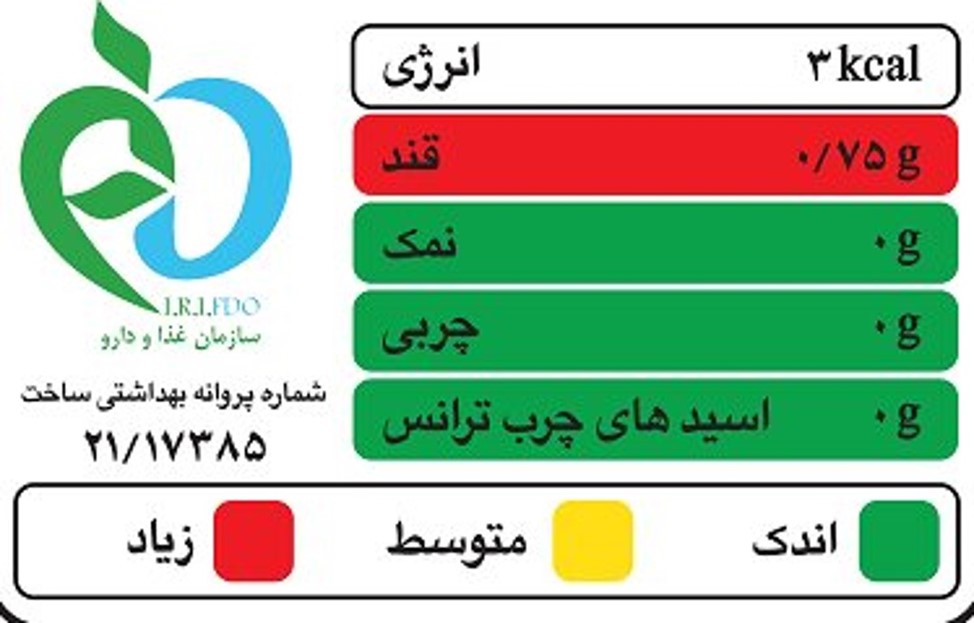 انرژی ۳ kcal
قند ۰/۷۵ g
نمک ۰ g
چربی ۰ g
اسید های چرب ترانس ۰ g
I.R.I.FDO
سازمان غذا و دارو
شماره پروانه بهداشتی ساخت
۲۱/۱۷۳۸۵
اندک متوسط زیاد